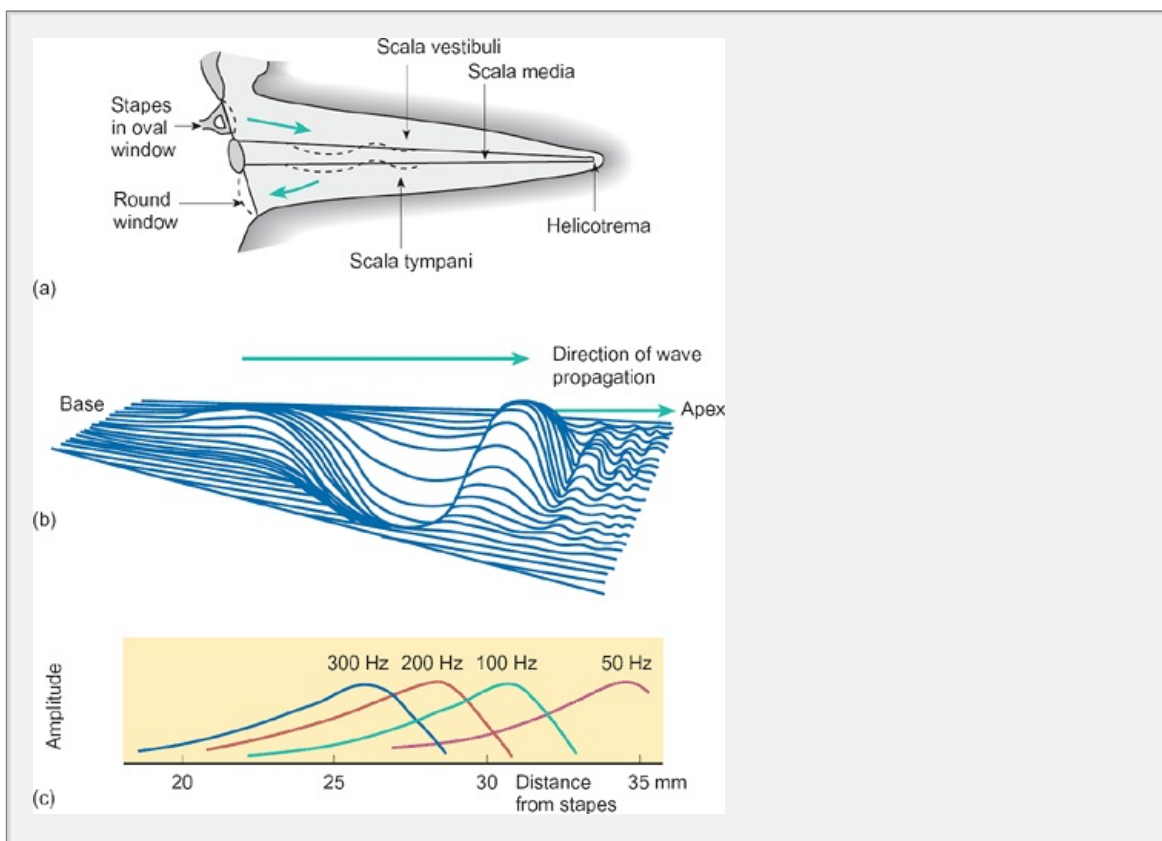 Scala vestibuli
Scala media
Stapes
in oval
window
Round
window
Helicotrema
Scala tympani
(a)
Direction of wave
propagation
Base
Apex
(b)
300 Hz 200 Hz 100 Hz 50 Hz
Amplitude
20 25 30 Distance 35 mm
from stapes
(c)